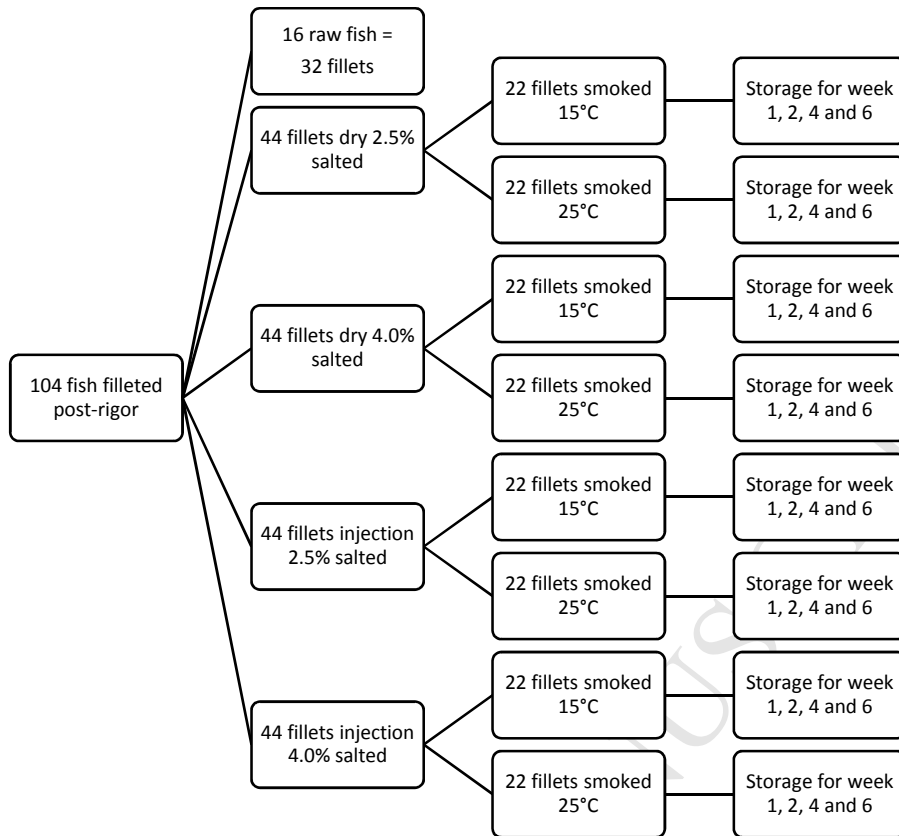 104 fish filleted
post-rigor
16 raw fish =
32 fillets
44 fillets dry 2.5%
salted
22 fillets smoked
15°C
Storage for week
1, 2, 4 and 6
22 fillets smoked
25°C
Storage for week
1, 2, 4 and 6
44 fillets dry 4.0%
salted
22 fillets smoked
15°C
Storage for week
1, 2, 4 and 6
22 fillets smoked
25°C
Storage for week
1, 2, 4 and 6
44 fillets injection
2.5% salted
22 fillets smoked
15°C
Storage for week
1, 2, 4 and 6
22 fillets smoked
25°C
Storage for week
1, 2, 4 and 6
44 fillets injection
4.0% salted
22 fillets smoked
15°C
Storage for week
1, 2, 4 and 6
22 fillets smoked
25°C
Storage for week
1, 2, 4 and 6